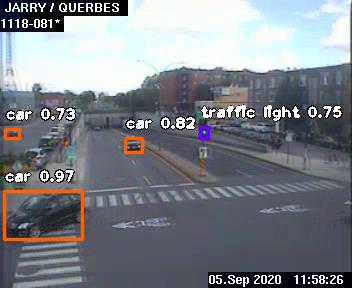 JARRY / QUERBES
1118-081*
car 0.73
car 0.82
traffic light 0.75
car 0.97
05.Sep 2020 11:58:26